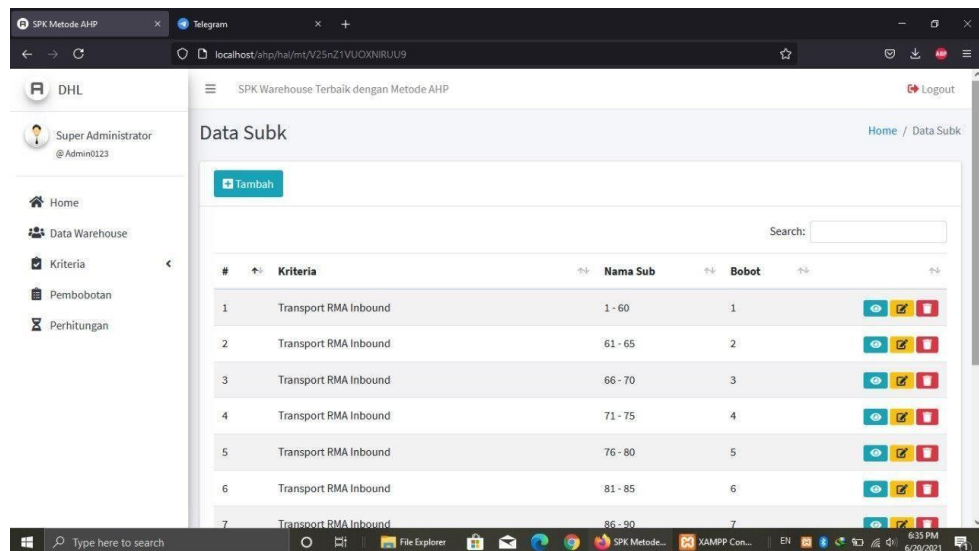 SPK Metode AHP
Telegram
localhost/ahp/hal/mt/V25nZ1VUOXNIRUU9
ABP
DHL
SPK Warehouse Terbaik dengan Metode AHP
Logout
Super Administrator
@ Admin0123
Data Subk
Home / Data Subk
Home
Data Warehouse
Kriteria
Pembobotan
Perhitungan
Tambah
Search:
# Kriteria Nama Sub Bobot
1 Transport RMA Inbound 1 - 60 1
2 Transport RMA Inbound 61 - 65 2
3 Transport RMA Inbound 66 - 70 3
4 Transport RMA Inbound 71 - 75 4
5 Transport RMA Inbound 76 - 80 5
6 Transport RMA Inbound 81 - 85 6
7 Transport RMA Inbound 86 - 90 7
Type here to search
File Explorer
SPK Metode...
XAMPP Con...
EN
6:35 PM
6/20/2021